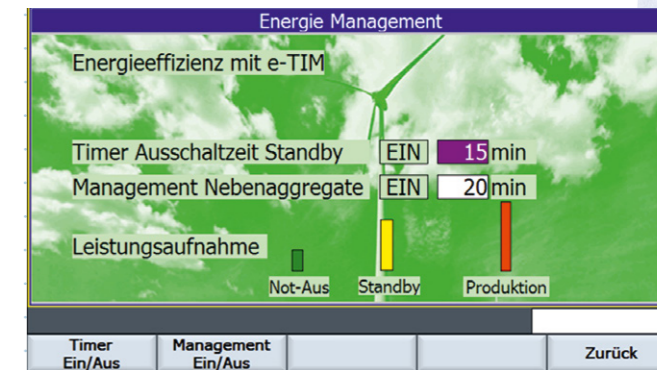 Energie Management
Energieeffizienz mit e-TIM
Timer Ausschaltzeit Standby EIN 15 min
Management Nebenaggregate EIN 20 min
Leistungsaufnahme
Not-Aus Standby Produktion
Timer Ein/Aus
Management Ein/Aus
Zurück